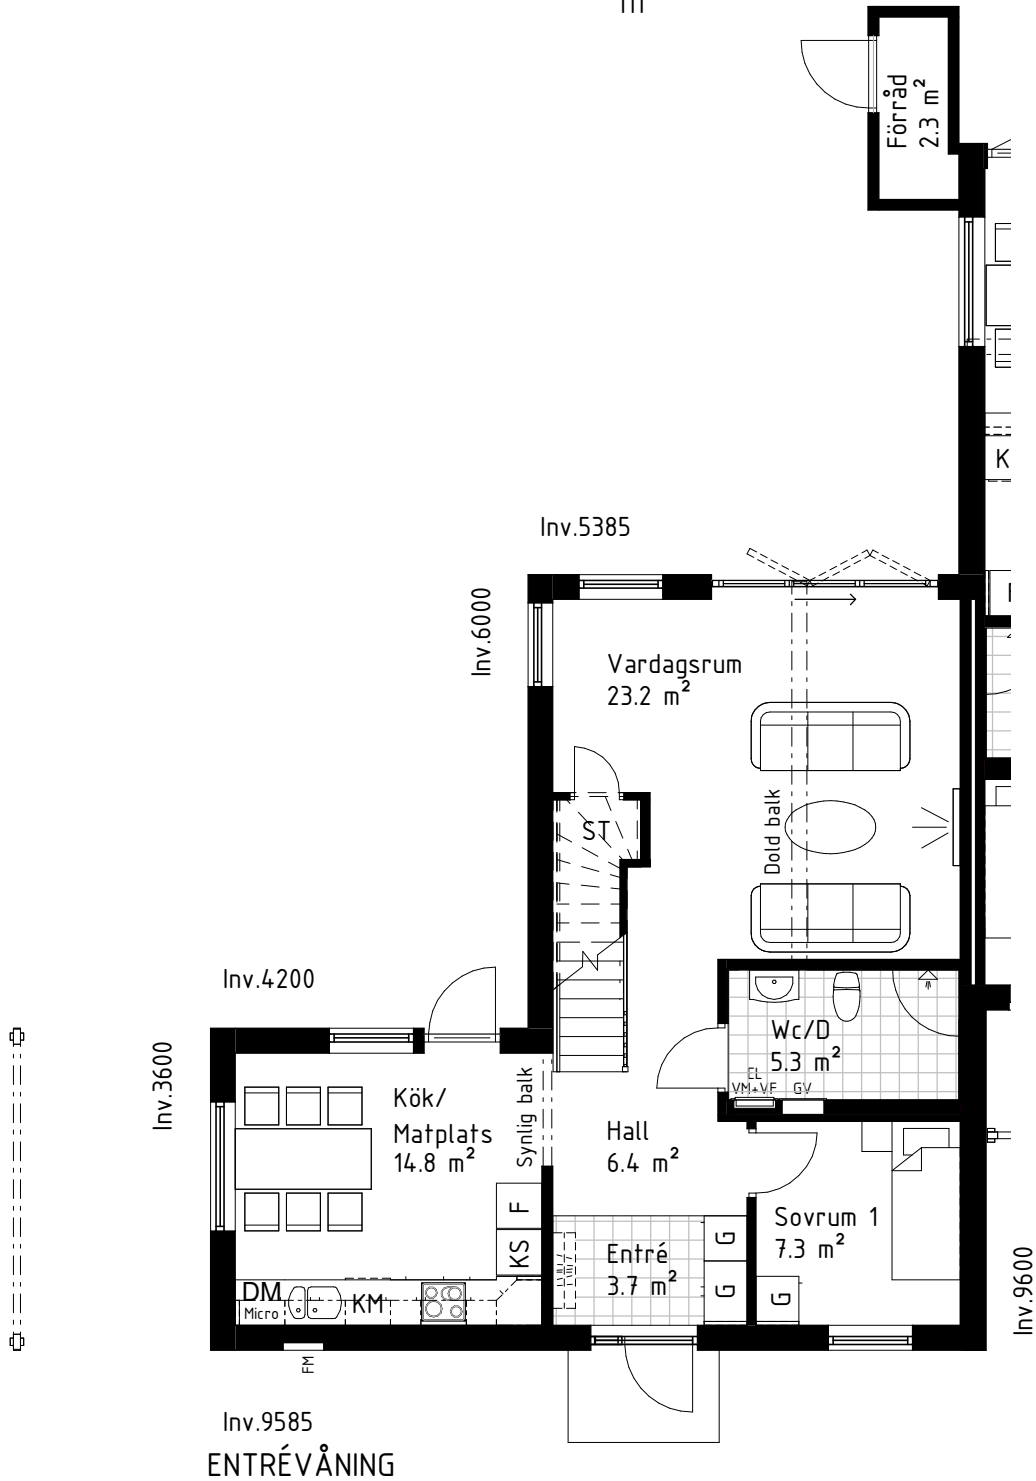 Förråd
2.3 m²
K
Inv.5385
Inv.6000
Vardagsrum
23.2 m²
Dold balk
ST
Inv.4200
Inv.3600
Wc/D
5.3 m²
EL
VM+VF GV
Kök/
Matplats
14.8 m²
Synlig balk
Hall
6.4 m²
F
KS
Sovrum 1
7.3 m²
Entré
3.7 m²
G
G
G
DM
Micro
KM
FM
Inv.9600
Inv.9585
ENTRÉVÅNING